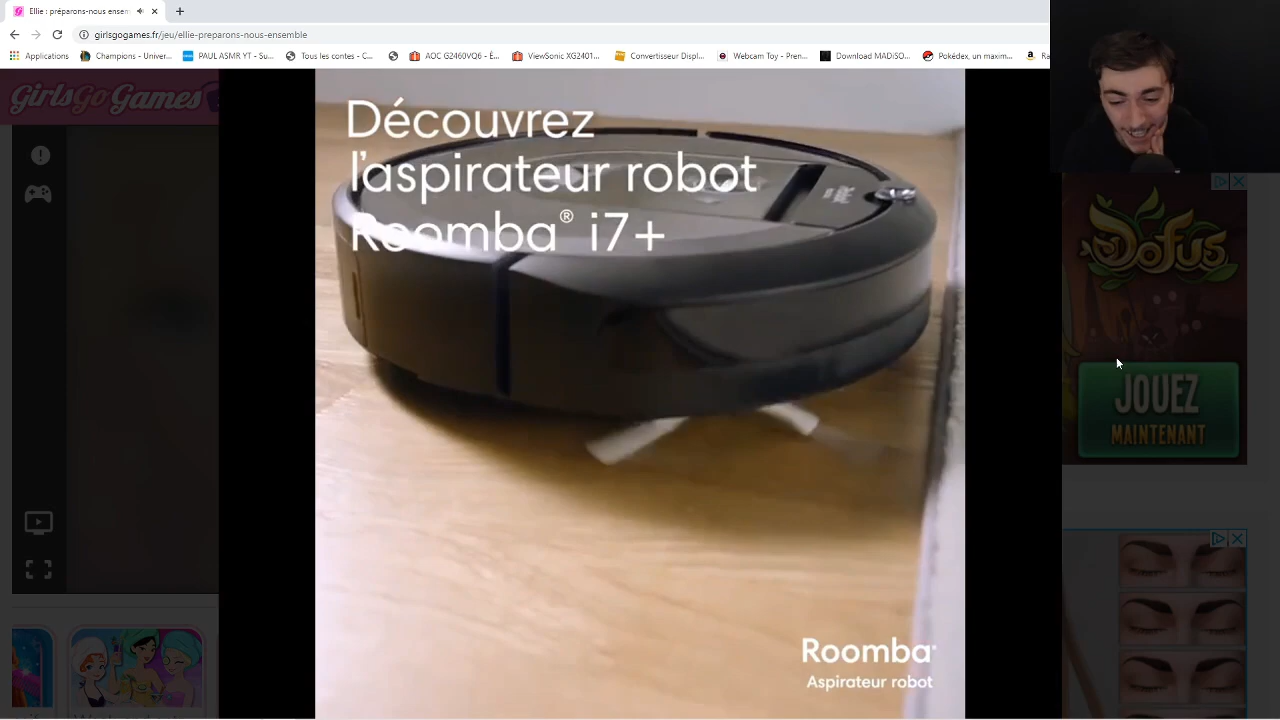 Ellie : préparons-nous ensem
girlsgogames.fr/jeu/ellie-preparons-nous-ensemble
Applications
Champions - Univer...
PAUL ASMR YT - Su...
Tous les contes - C...
AOC G2460VQ6 - É...
ViewSonic XG2401...
Convertisseur Displ...
Webcam Toy - Pren...
Download MADiSO...
Pokédex, un maxim...
GirlsGoGames
Découvrez
l'aspirateur robot
Roomba® i7+
Dofus
JOUEZ
MAINTENANT
Roomba
Aspirateur robot